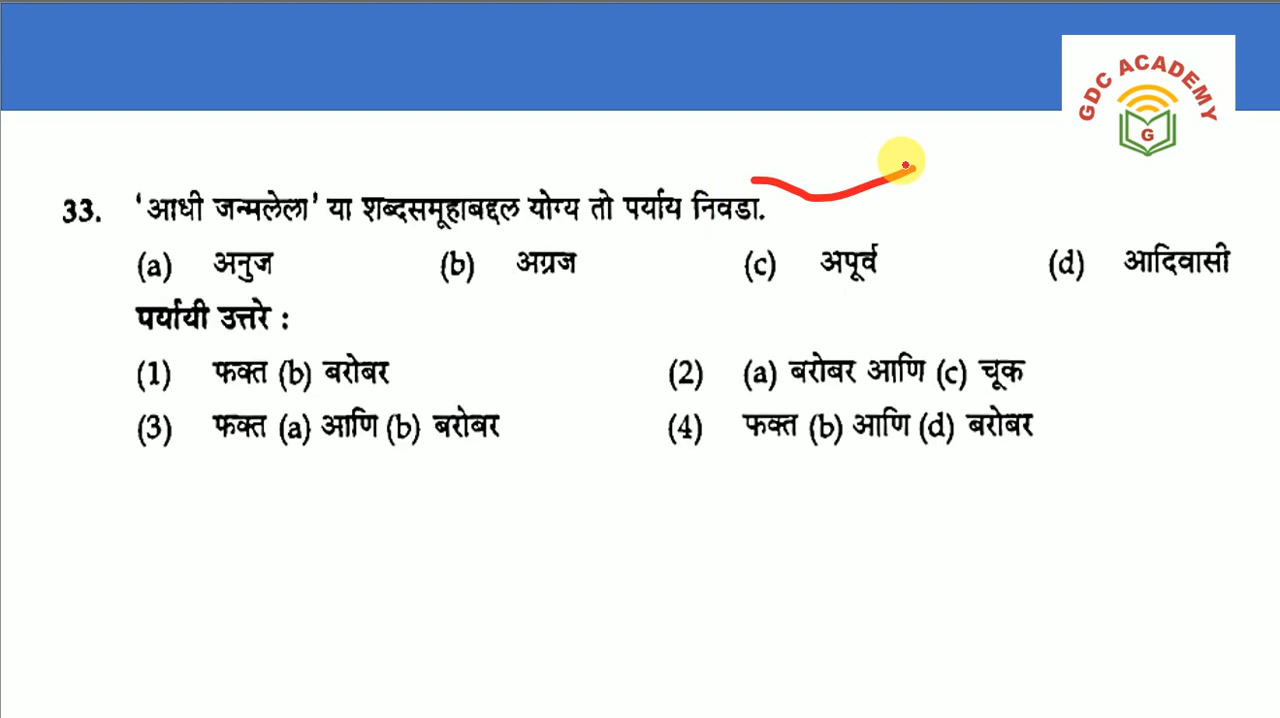 GDC ACADEMY
G
33. 'आधी जन्मलेला' या शब्दसमूहाबद्दल योग्य तो पर्याय निवडा.
(a) अनुज (b) अग्रज (c) अपूर्व (d) आदिवासी
पर्यायी उत्तरे :
(1) फक्त (b) बरोबर (2) (a) बरोबर आणि (c) चूक
(3) फक्त (a) आणि (b) बरोबर (4) फक्त (b) आणि (d) बरोबर